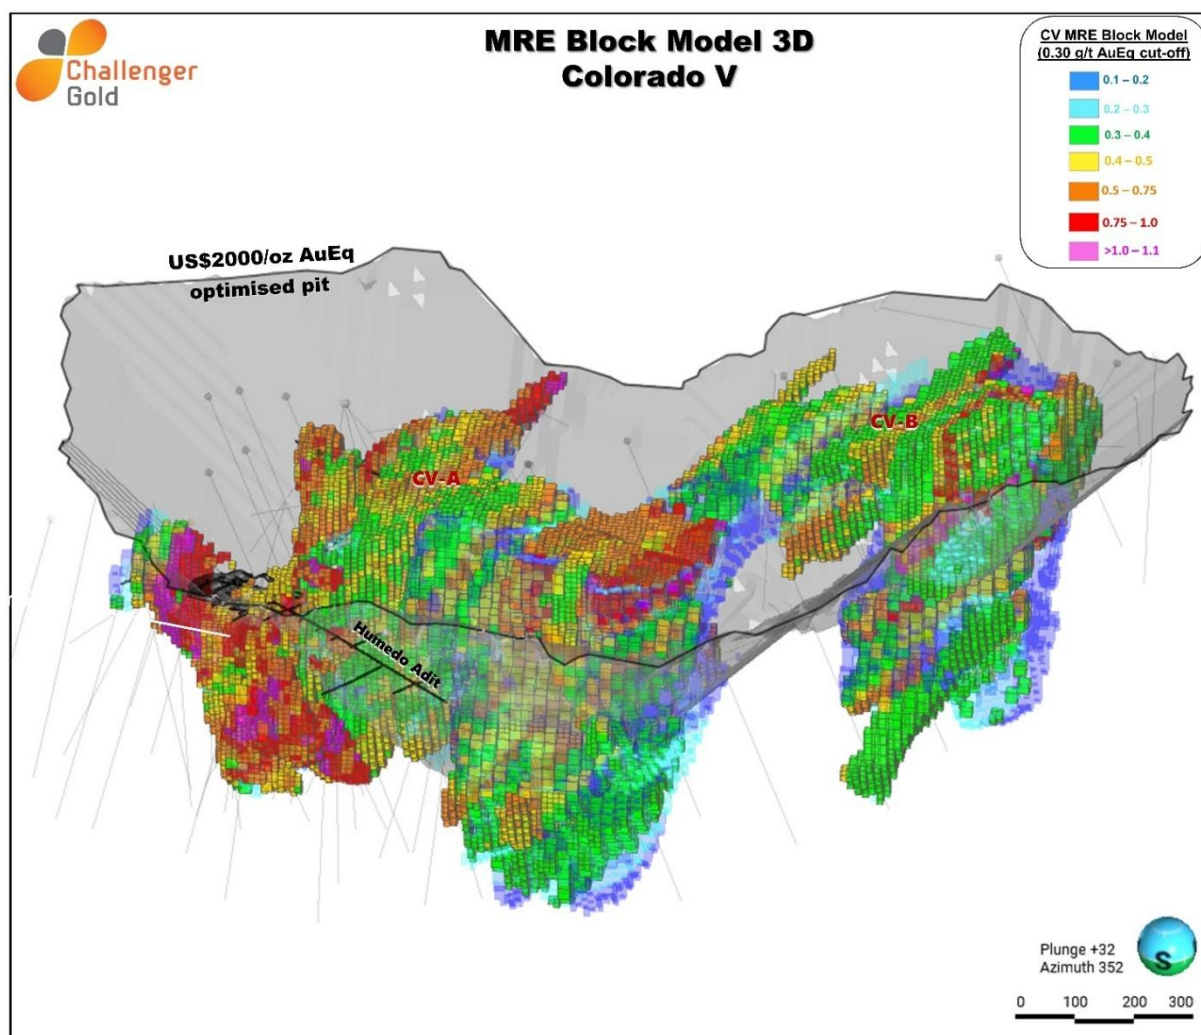 Challenger
Gold
MRE Block Model 3D
Colorado V
CV MRE Block Model
(0.30 g/t AuEq cut-off)
0.1 – 0.2
0.2 – 0.3
0.3 – 0.4
0.4 – 0.5
0.5 – 0.75
0.75 – 1.0
>1.0 – 1.1
US$2000/oz AuEq
optimised pit
CV-A
CV-B
Humedo Adit
Plunge +32
Azimuth 352
S
0 100 200 300